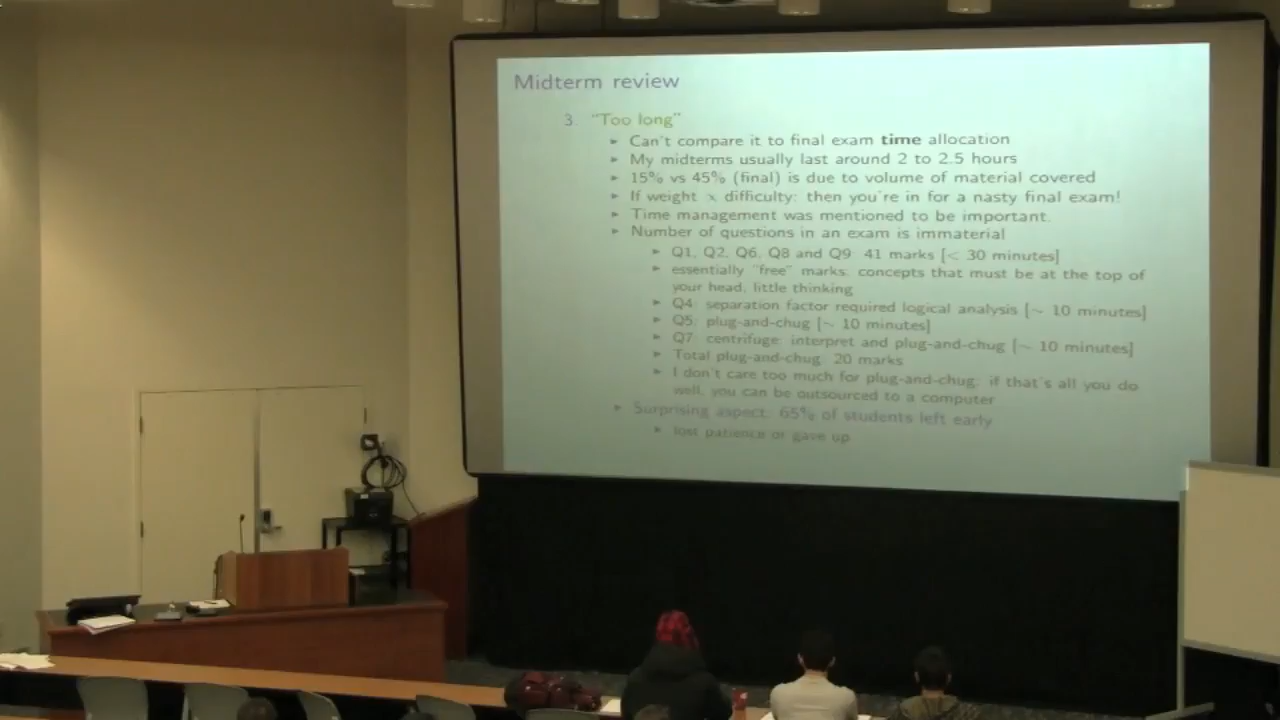 Midterm review
3. "Too long"
Can't compare it to final exam time allocation
My midterms usually last around 2 to 2.5 hours
15% vs 45% (final) is due to volume of material covered
If weight ∝ difficulty: then you're in for a nasty final exam!
Time management was mentioned to be important.
Number of questions in an exam is immaterial
Q1, Q2, Q6, Q8 and Q9: 41 marks [< 30 minutes]
essentially "free" marks: concepts that must be at the top of
your head, little thinking
Q4: separation factor required logical analysis [∼ 10 minutes]
Q5: plug-and-chug [∼ 10 minutes]
Q7: centrifuge: interpret and plug-and-chug [∼ 10 minutes]
Total plug-and-chug: 20 marks
I don't care too much for plug-and-chug: if that's all you do
well, you can be outsourced to a computer
Surprising aspect: 65% of students left early
lost patience or gave up